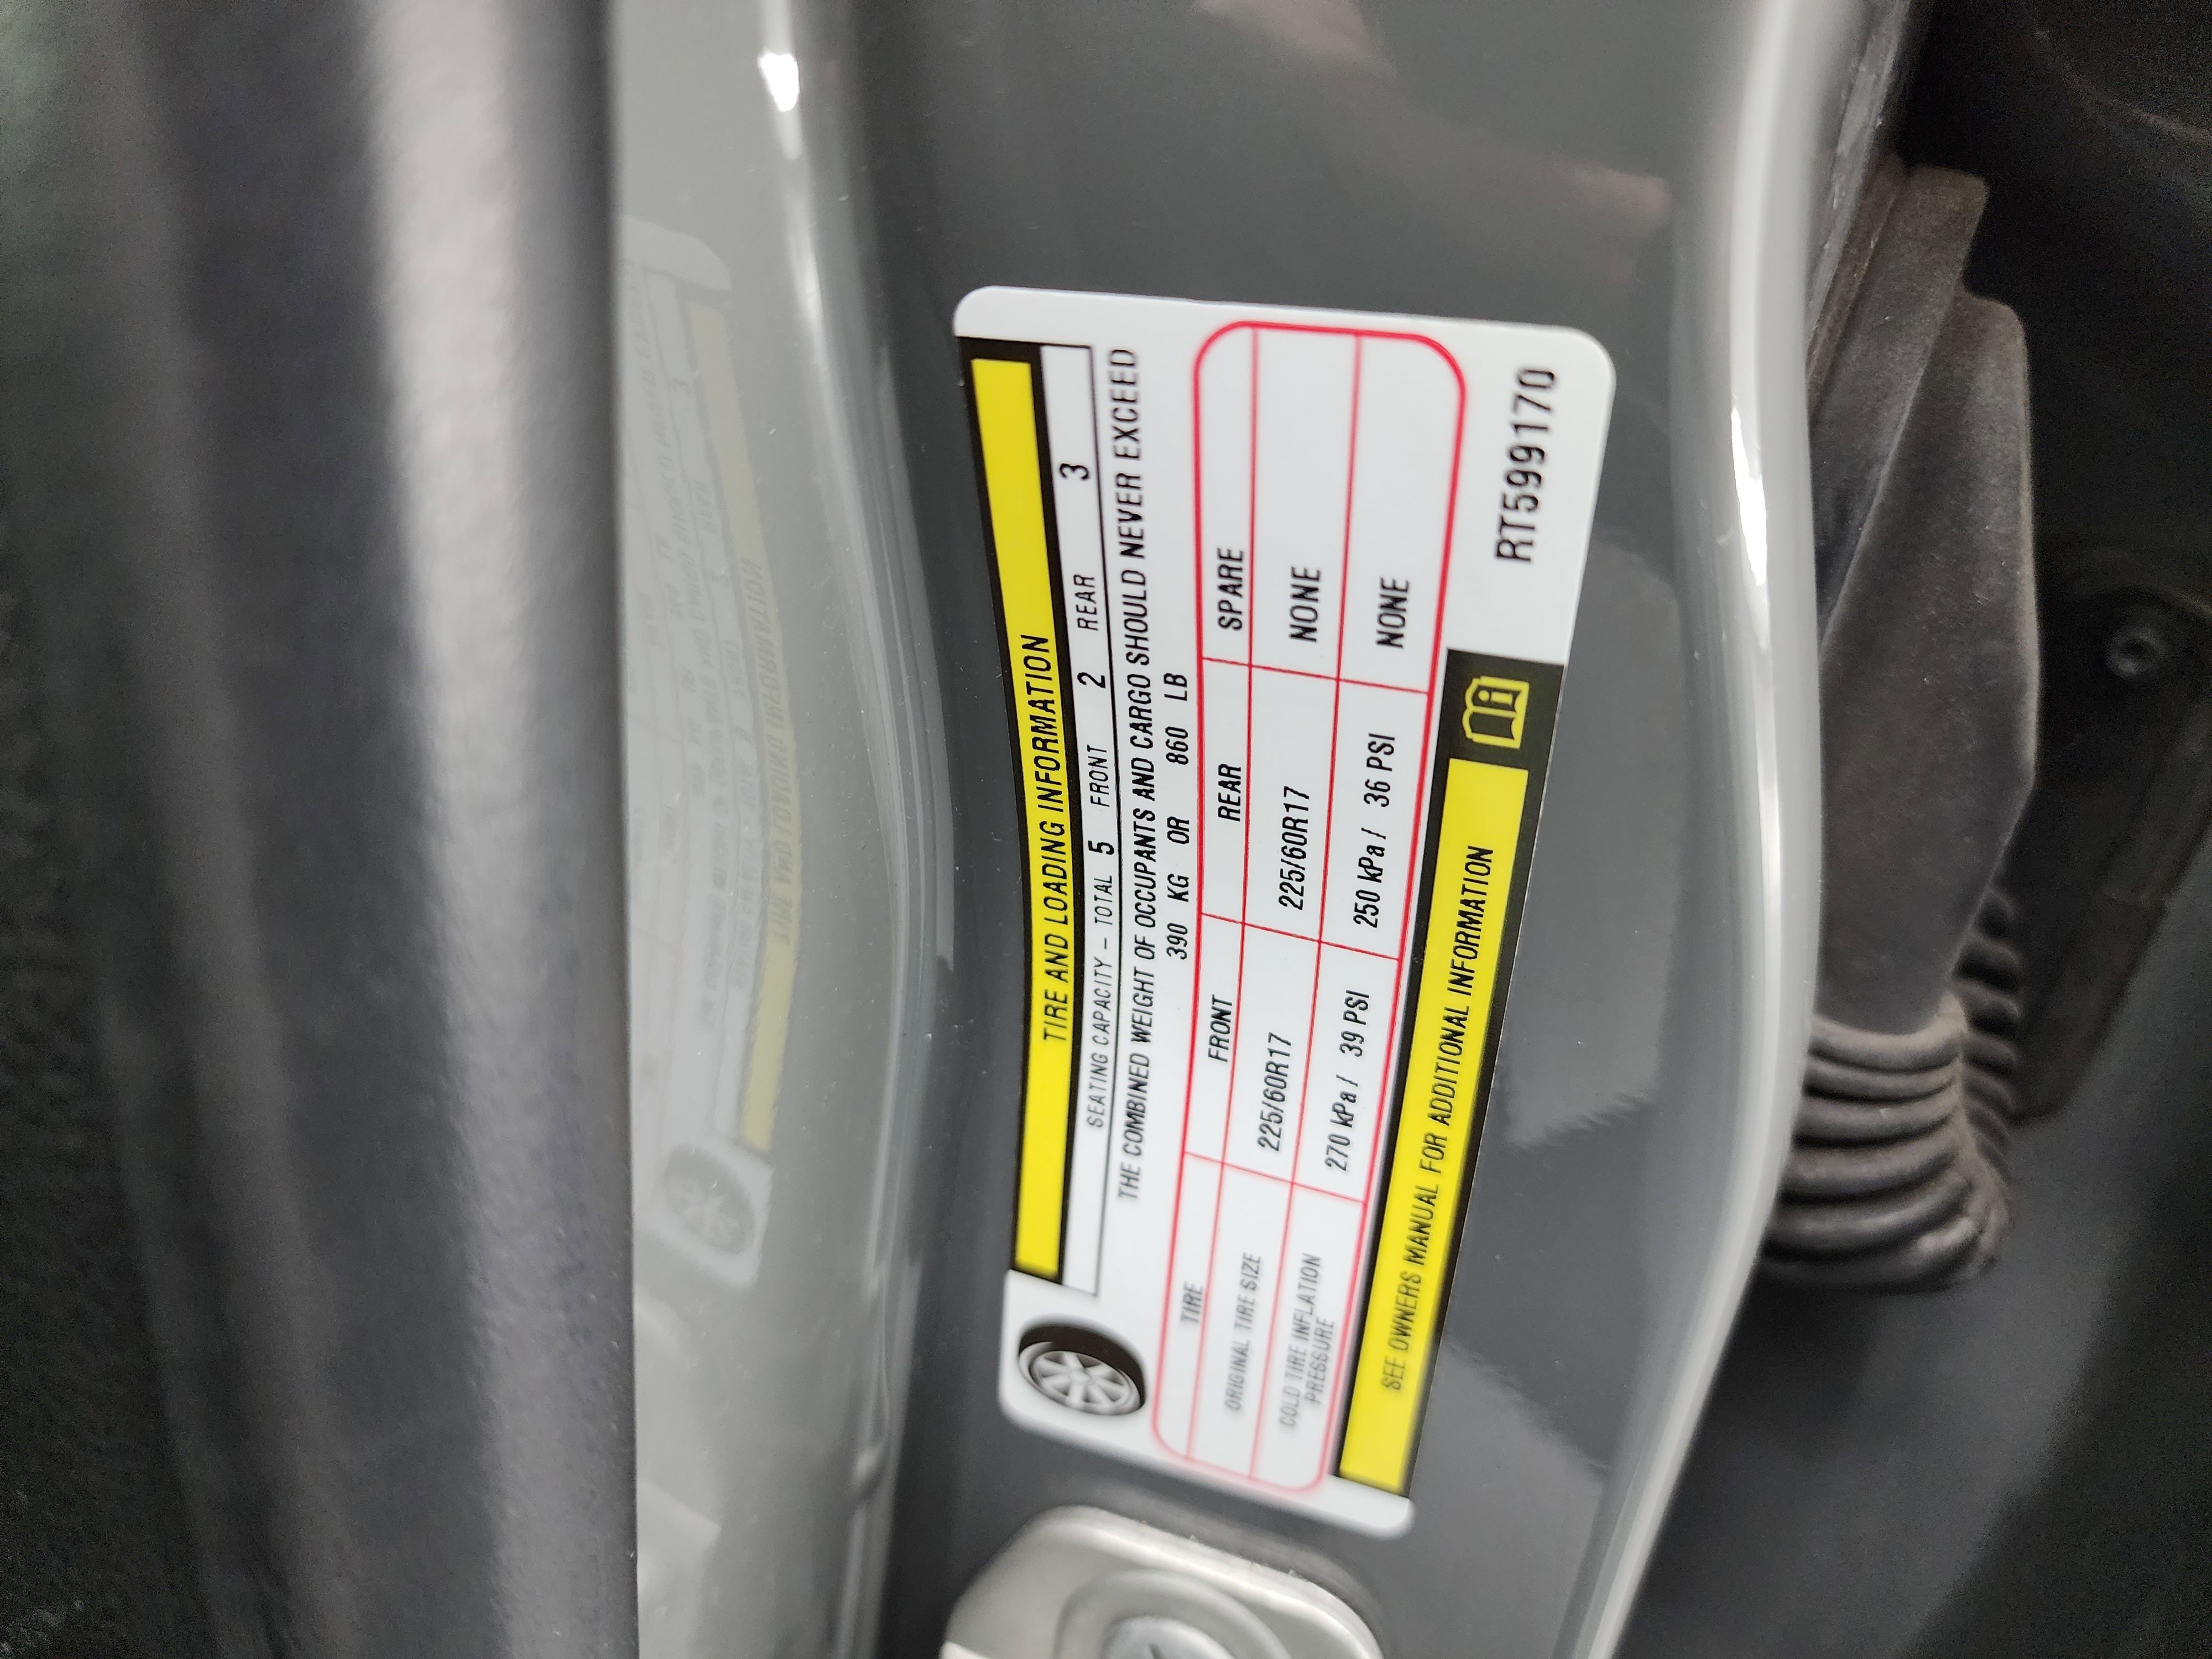 TIRE AND LOADING INFORMATION
SEATING CAPACITY - TOTAL 5 FRONT 2 REAR 3
THE COMBINED WEIGHT OF OCCUPANTS AND CARGO SHOULD NEVER EXCEED
390 KG OR 860 LB
TIRE FRONT REAR SPARE
ORIGINAL TIRE SIZE 225/60R17 225/60R17 NONE
COLD TIRE INFLATION PRESSURE 270 kPa / 39 PSI 250 kPa / 36 PSI NONE
SEE OWNERS MANUAL FOR ADDITIONAL INFORMATION
RT599170